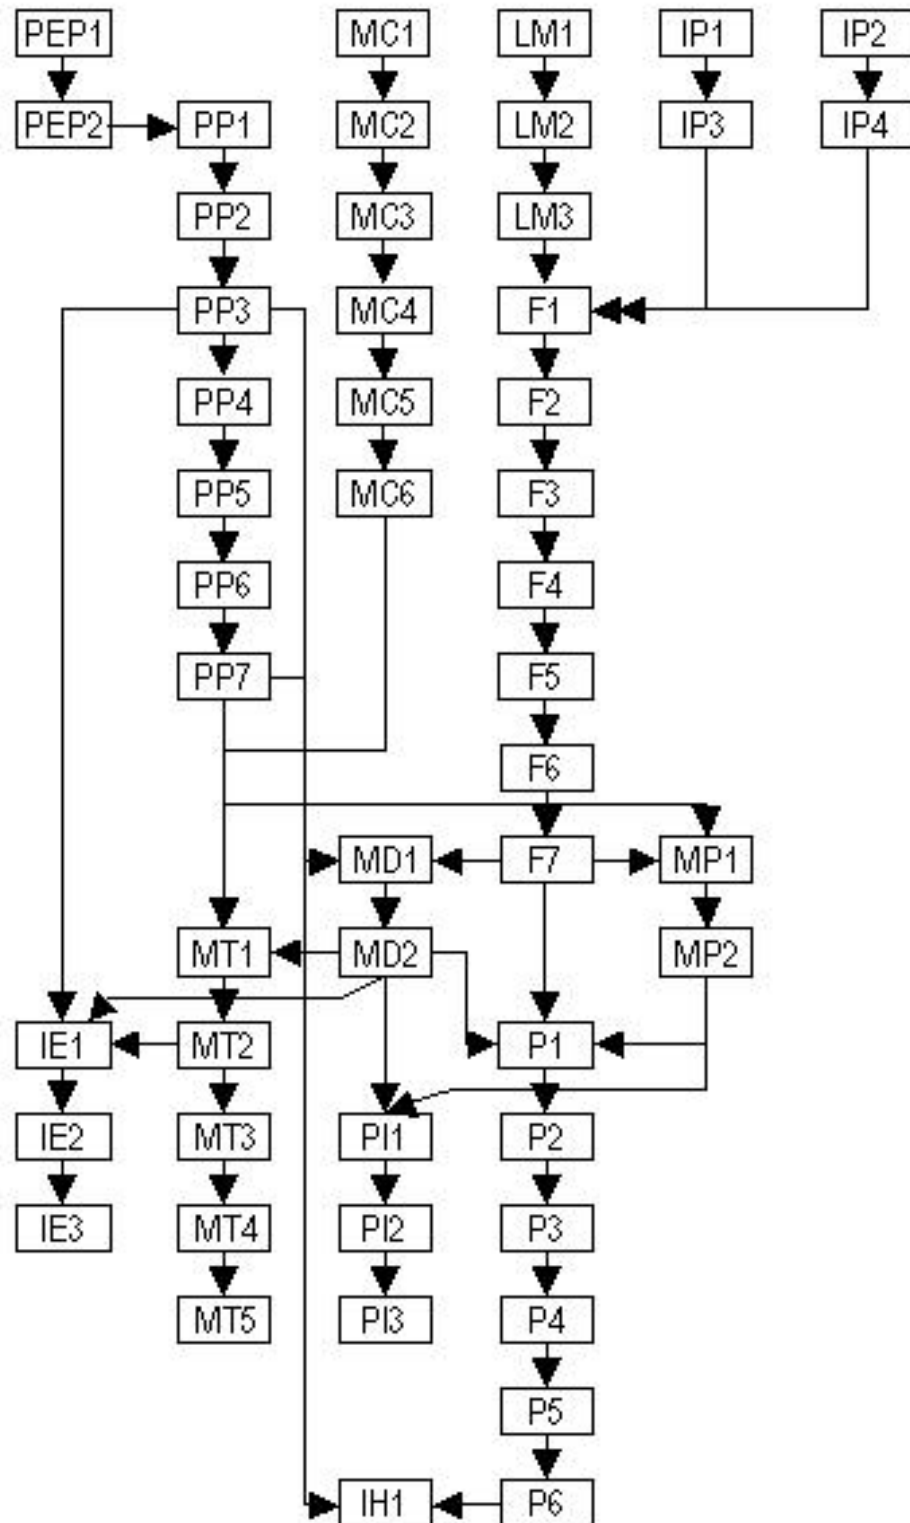 PEP1 MC1 LM1 IP1 IP2
PEP2 PP1 MC2 LM2 IP3 IP4
PP2 MC3 LM3
PP3 MC4 F1
PP4 MC5 F2
PP5 MC6 F3
PP6 F4
PP7 F5
F6
MD1 F7 MP1
MT1 MD2 MP2
IE1 MT2 P1
IE2 MT3 PI1 P2
IE3 MT4 PI2 P3
MT5 PI3 P4
P5
IH1 P6